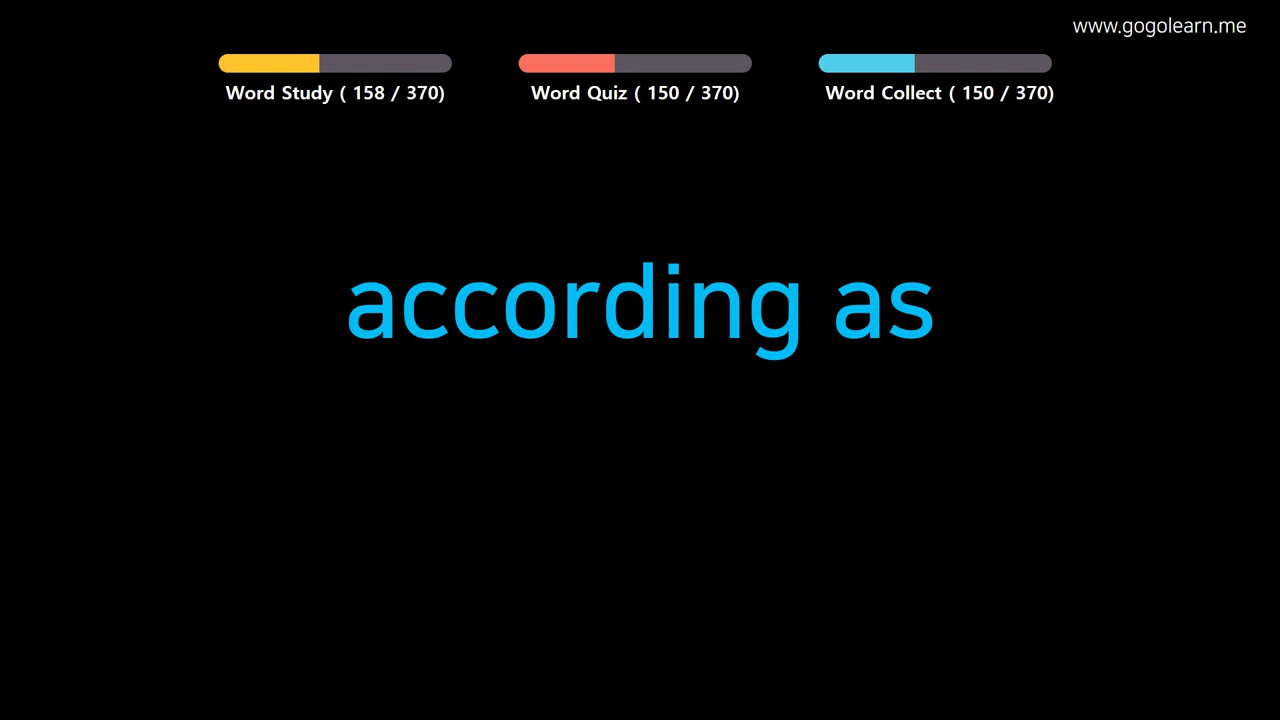 www.gogolearn.me
Word Study ( 158 / 370)
Word Quiz ( 150 / 370)
Word Collect ( 150 / 370)
according as